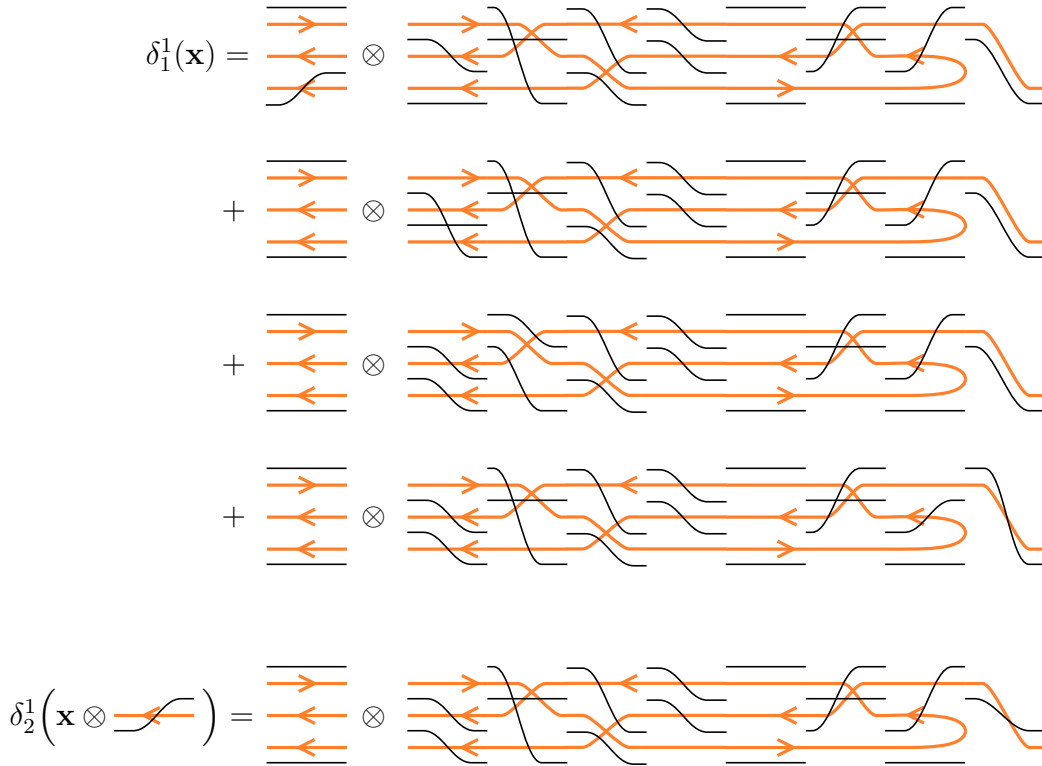 δ₁¹(𝐱) = ⊗
+ ⊗
+ ⊗
+ ⊗
δ₂¹(𝐱 ⊗ ) = ⊗